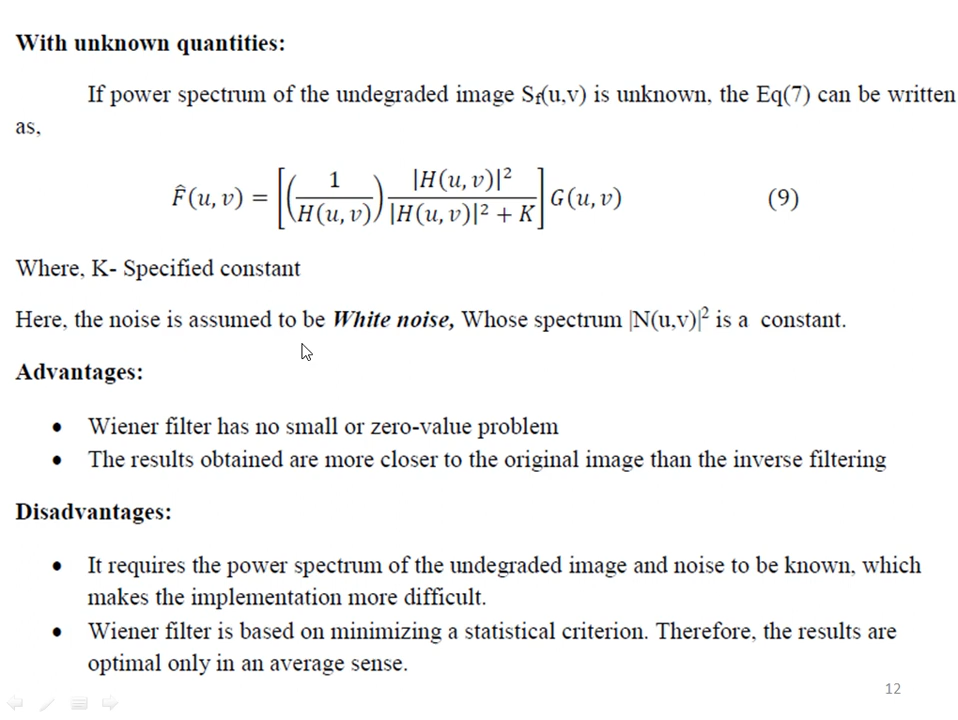 With unknown quantities:
If power spectrum of the undegraded image Sf(u,v) is unknown, the Eq(7) can be written
as,
F̂(u, v) = [(1 / H(u, v)) |H(u, v)|² / (|H(u, v)|² + K)] G(u, v) (9)
Where, K- Specified constant
Here, the noise is assumed to be White noise, Whose spectrum |N(u,v)|² is a constant.
Advantages:
• Wiener filter has no small or zero-value problem
• The results obtained are more closer to the original image than the inverse filtering
Disadvantages:
• It requires the power spectrum of the undegraded image and noise to be known, which
makes the implementation more difficult.
• Wiener filter is based on minimizing a statistical criterion. Therefore, the results are
optimal only in an average sense.
12